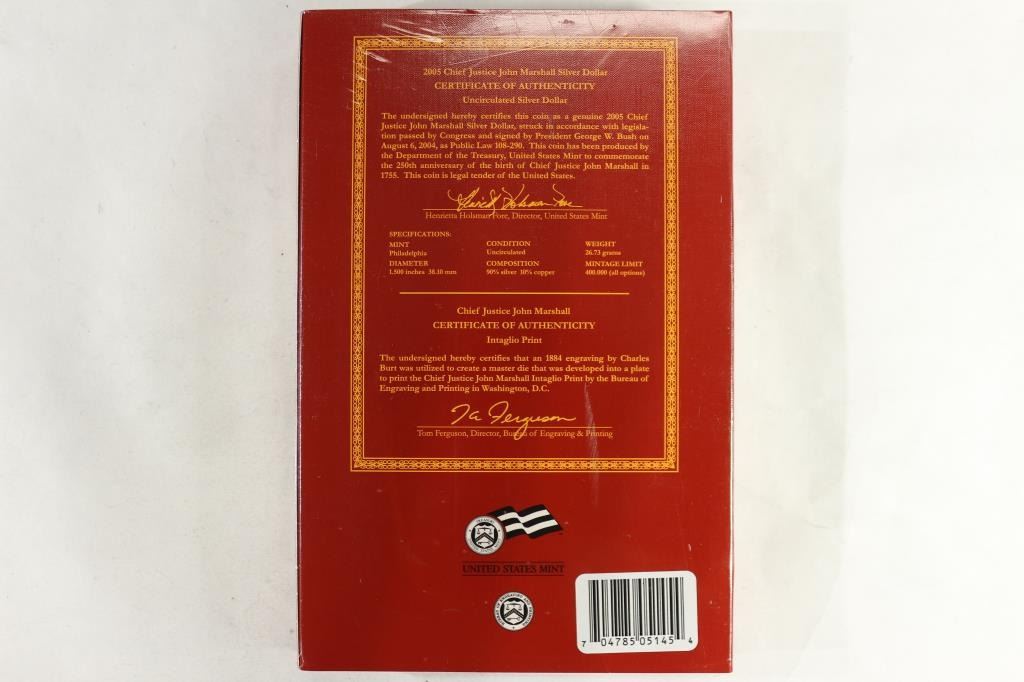 2005 Chief Justice John Marshall Silver Dollar
CERTIFICATE OF AUTHENTICITY
Uncirculated Silver Dollar
The undersigned hereby certifies this coin as a genuine 2005 Chief
Justice John Marshall Silver Dollar, struck in accordance with legisla-
tion passed by Congress and signed by President George W. Bush on
August 6, 2004, as Public Law 108-290. This coin has been produced by
the Department of the Treasury, United States Mint to commemorate
the 250th anniversary of the birth of Chief Justice John Marshall in
1755. This coin is legal tender of the United States.
Henrietta Holsman Fore, Director, United States Mint
SPECIFICATIONS:
MINT CONDITION WEIGHT
Philadelphia Uncirculated 26.73 grams
DIAMETER COMPOSITION MINTAGE LIMIT
1.500 inches 38.10 mm 90% silver 10% copper 400,000 (all options)
Chief Justice John Marshall
CERTIFICATE OF AUTHENTICITY
Intaglio Print
The undersigned hereby certifies that an 1884 engraving by Charles
Burt was utilized to create a master die that was developed into a plate
to print the Chief Justice John Marshall Intaglio Print by the Bureau of
Engraving and Printing in Washington, D.C.
Tom Ferguson, Director, Bureau of Engraving & Printing
UNITED STATES MINT
7 04785 05145 4